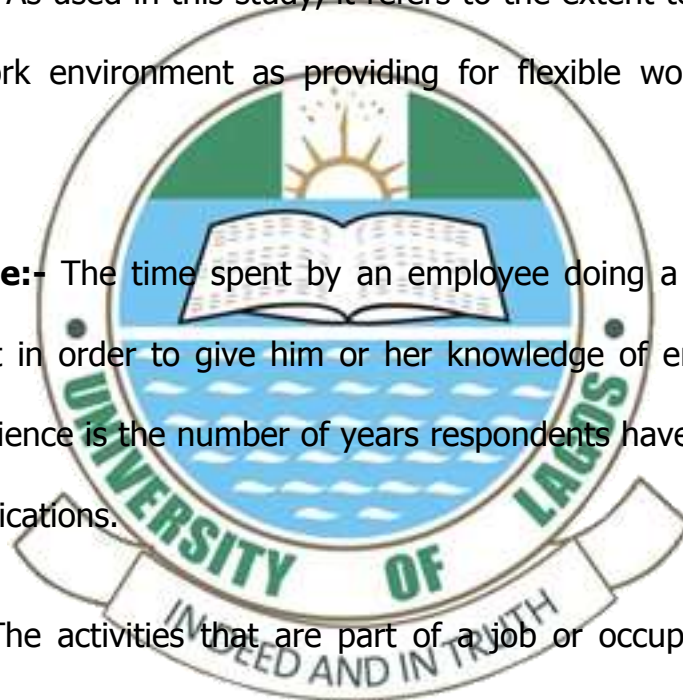 As used in this study, it refers to the extent to
rk environment as providing for flexible wo
e:- The time spent by an employee doing a
t in order to give him or her knowledge of e
ience is the number of years respondents have
ications.
The activities that are part of a job or occup
UNIVERSITY OF LAGOS
IN DEED AND IN TRUTH